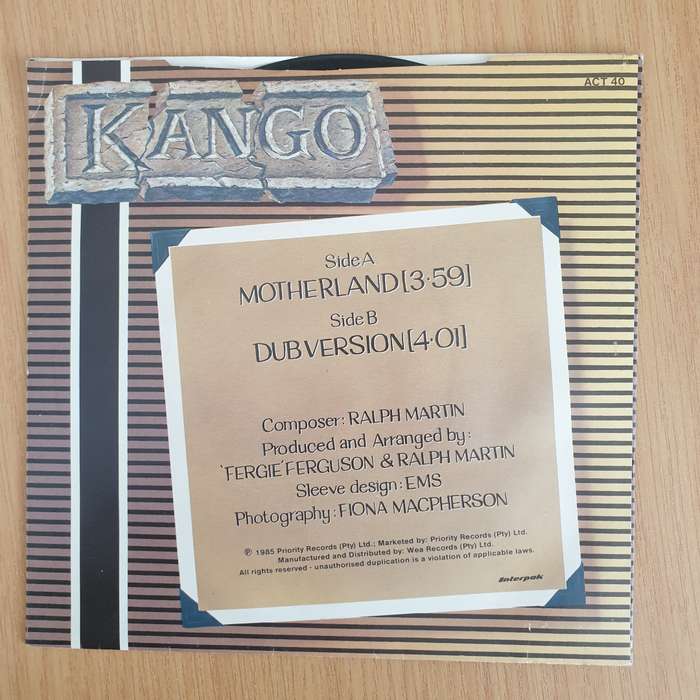 ACT 40
KANGO
Side A
MOTHERLAND[3·59]
Side B
DUB VERSION[4·01]
Composer: RALPH MARTIN
Produced and Arranged by:
'FERGIE' FERGUSON & RALPH MARTIN
Sleeve design: EMS
Photography: FIONA MACPHERSON
℗ 1985 Priority Records (Pty) Ltd.; Marketed by: Priority Records (Pty) Ltd.
Manufactured and Distributed by: Wea Records (Pty) Ltd.
All rights reserved - unauthorised duplication is a violation of applicable laws.
Interpak